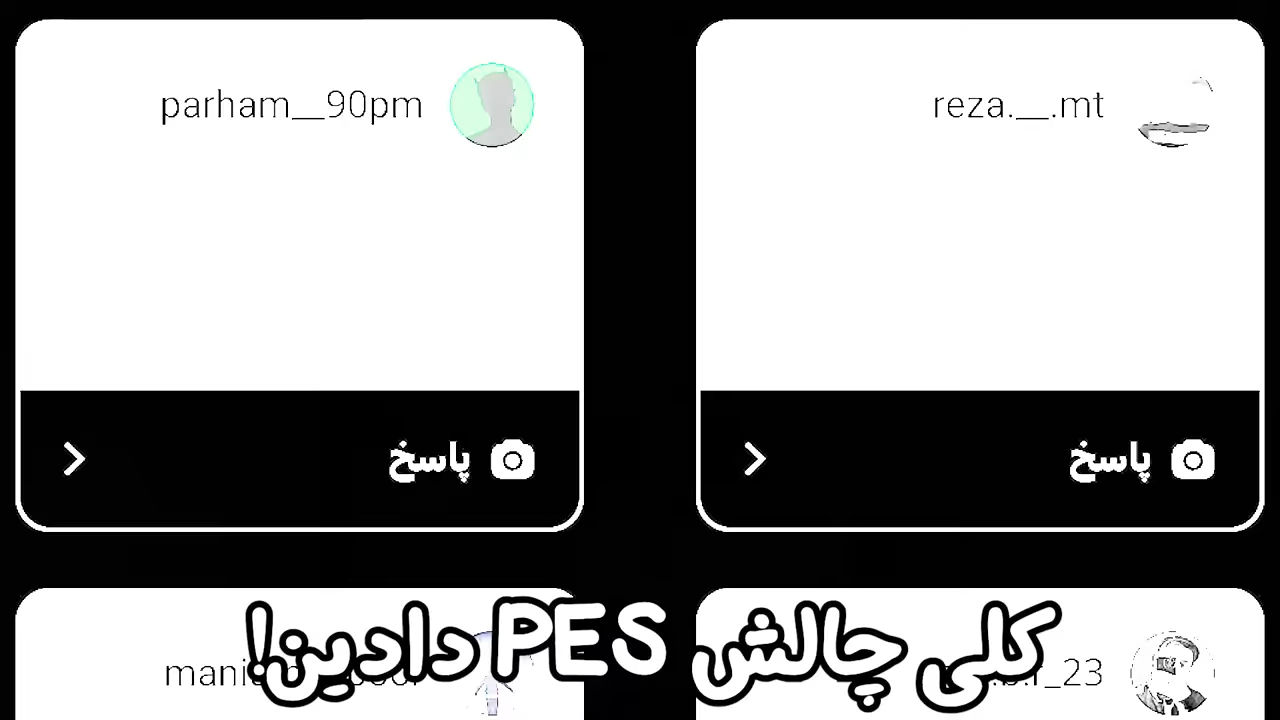 parham__90pm
reza.__.mt
پاسخ
پاسخ
کلی چالش PES دادین!